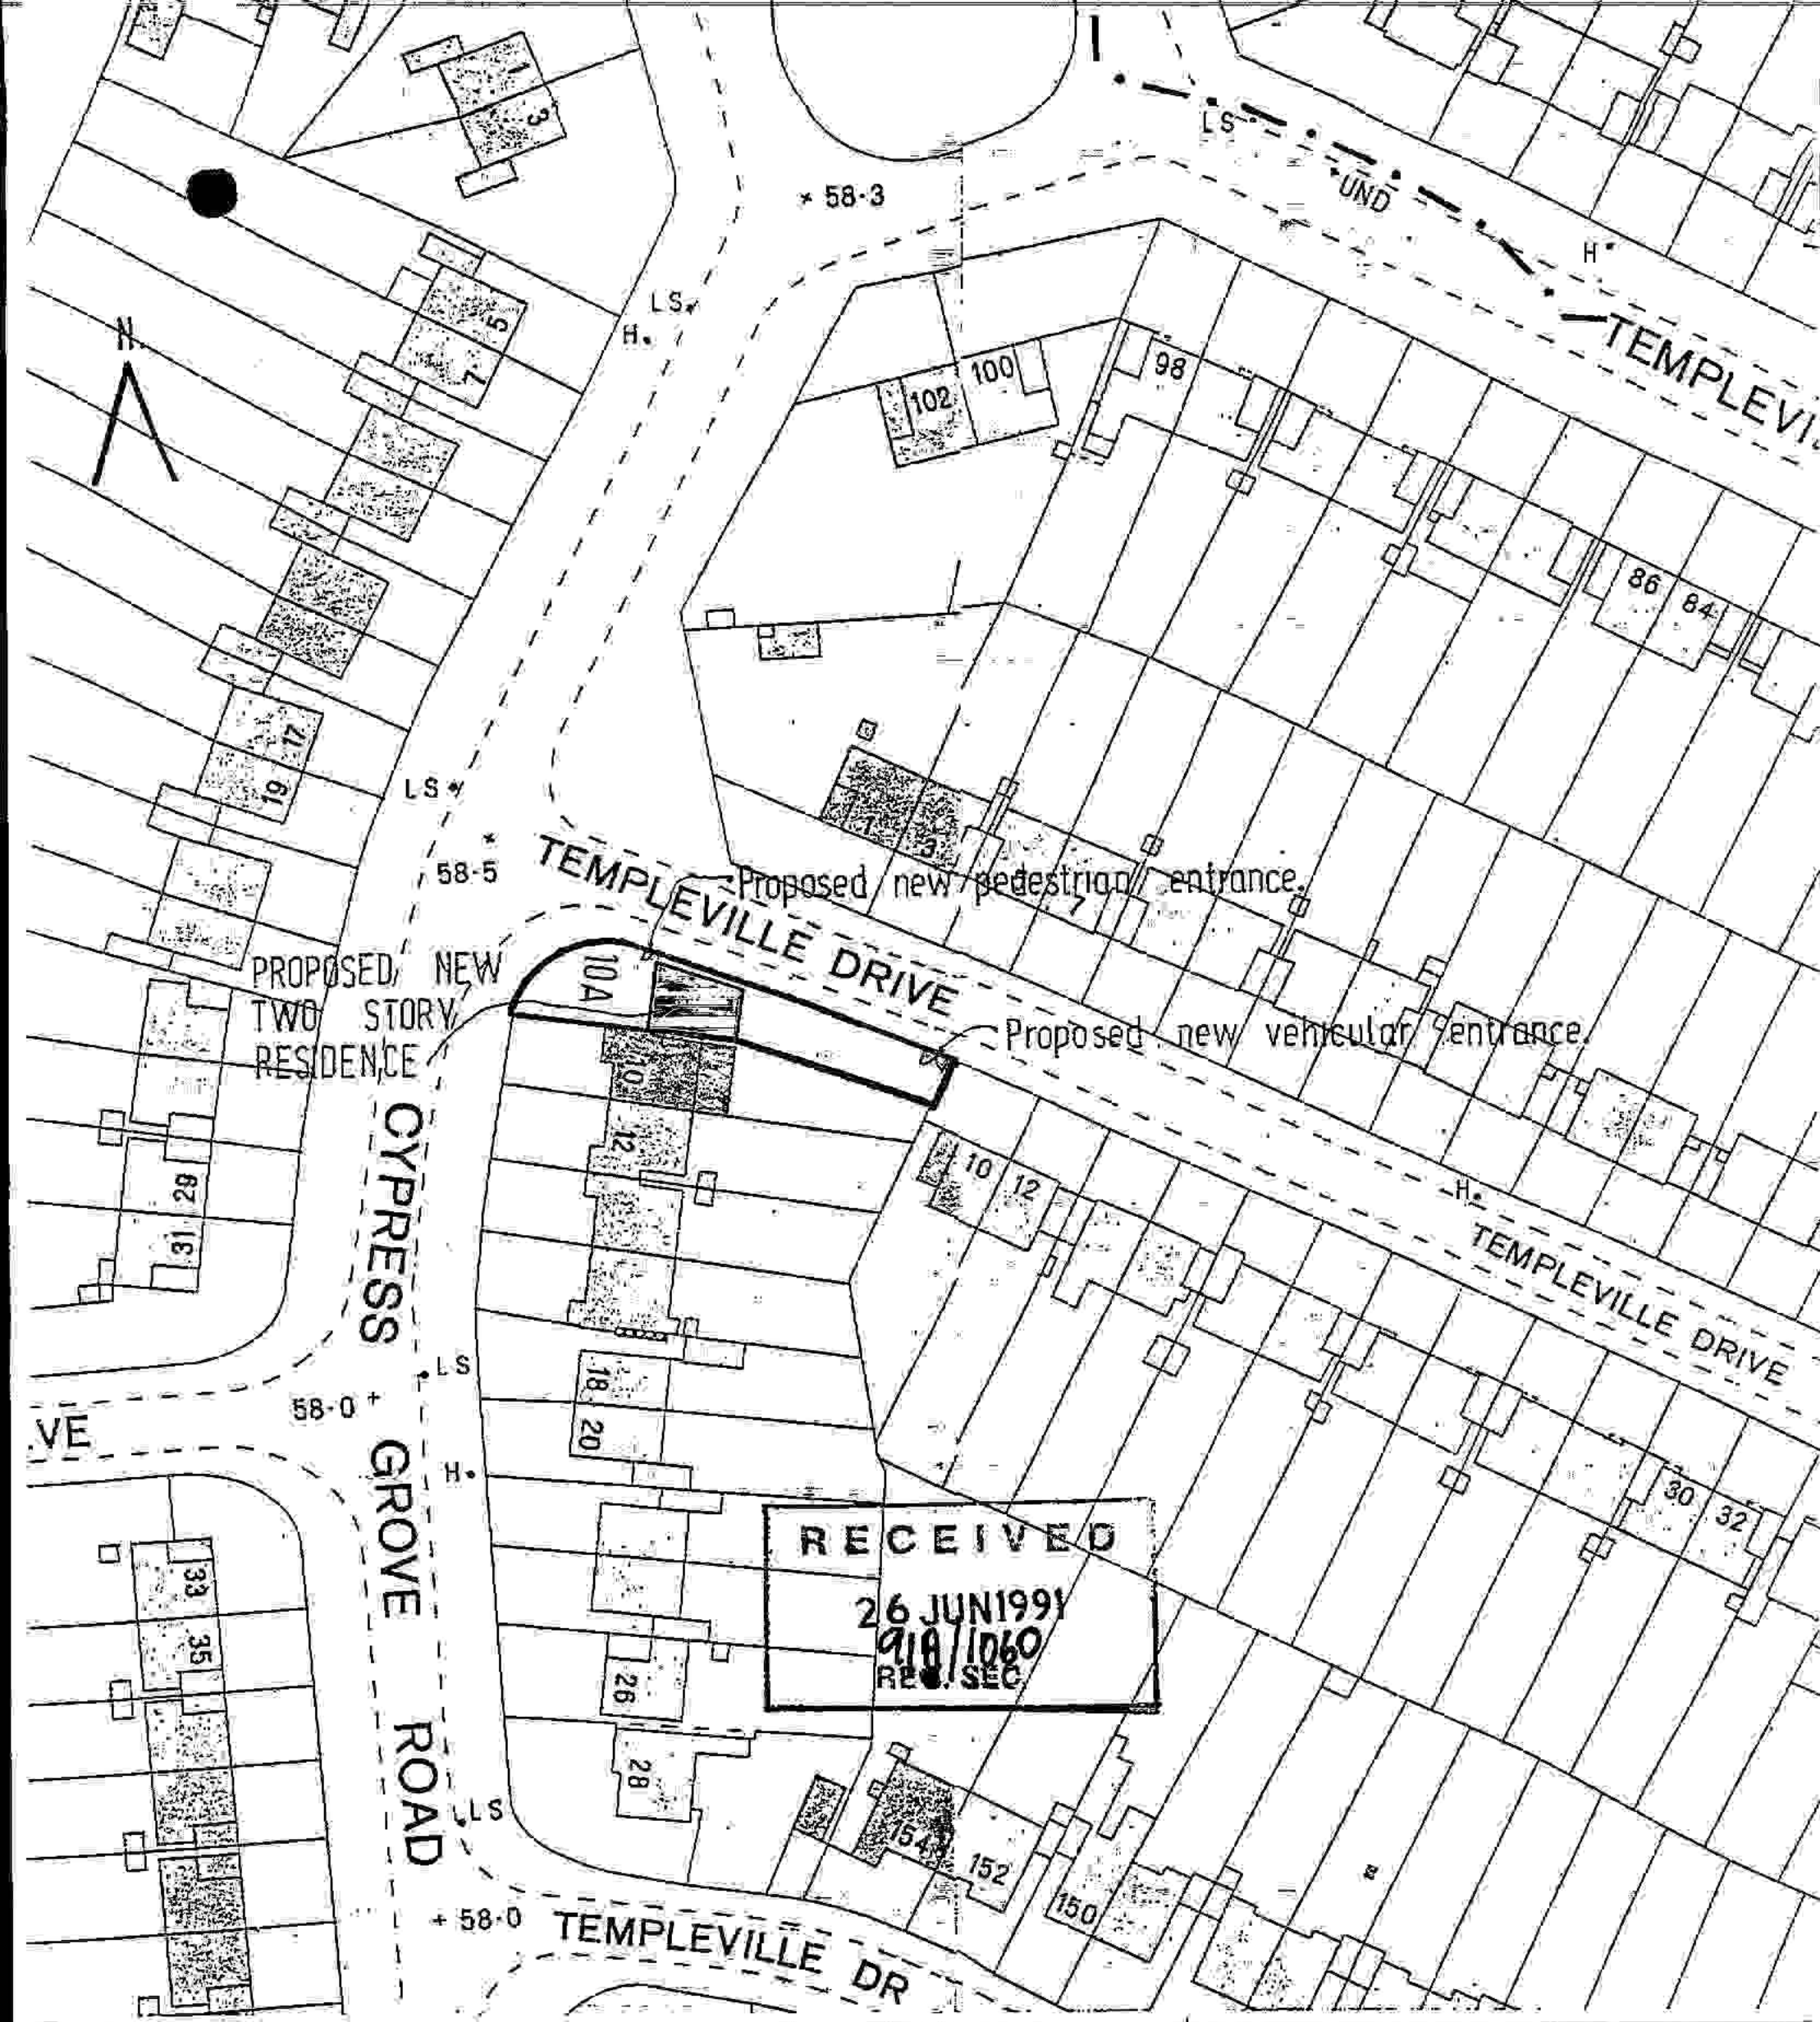 1
3
58·3
LS
UND
H
LS.
H.
N.
5
7
TEMPLEVI
98
100
102
86
84
17
19
LS
58·5
1
3
7
Proposed new pedestrian entrance.
TEMPLEVILLE DRIVE
PROPOSED NEW
TWO STORY
RESIDENCE
10A
Proposed new vehicular entrance.
10
12
10
12
H.
29
31
TEMPLEVILLE DRIVE
CYPRESS GROVE ROAD
LS
58·0
VE
18
20
H.
30
32
33
35
RECEIVED
26 JUN 1991
91A/1060
REG. SEC.
26
28
LS
154
152
150
58·0
TEMPLEVILLE DR